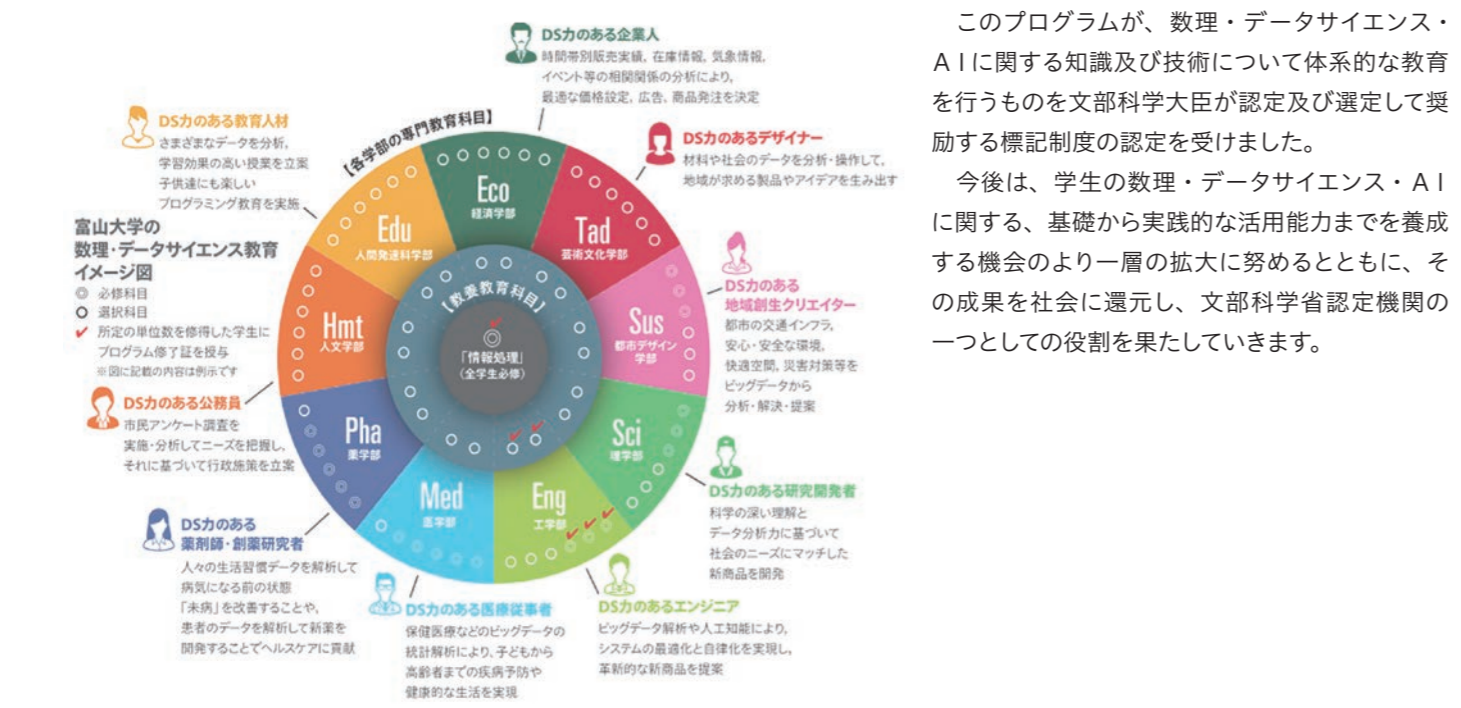 DS力のある企業人
時間帯別販売実績、在庫情報、気象情報、
イベント等の相関関係の分析により、
最適な価格設定、広告、商品発注を決定
DS力のある教育人材
さまざまなデータを分析、
学習効果の高い授業を立案
子供達にも楽しい
プログラミング教育を実施
【各学部の専門教育科目】
DS力のあるデザイナー
材料や社会のデータを分析・操作して、
地域が求める製品やアイデアを生み出す
富山大学の
数理・データサイエンス教育
イメージ図
◎ 必修科目
○ 選択科目
✔ 所定の単位数を修得した学生に
プログラム修了証を授与
※図に記載の内容は例示です
Eco
経済学部
Edu
人間発達科学部
Tad
芸術文化学部
Hmt
人文学部
Sus
都市デザイン
学部
Pha
薬学部
Sci
理学部
Med
医学部
Eng
工学部
【教養教育科目】
◎
「情報処理」
(全学生必修)
DS力のある
地域創生クリエイター
都市の交通インフラ、
安心・安全な環境、
快適空間、災害対策等を
ビッグデータから
分析・解決・提案
DS力のある公務員
市民アンケート調査を
実施・分析してニーズを把握し、
それに基づいて行政施策を立案
DS力のある研究開発者
科学の深い理解と
データ分析力に基づいて
社会のニーズにマッチした
新商品を開発
DS力のある
薬剤師・創薬研究者
人々の生活習慣データを解析して
病気になる前の状態
「未病」を改善することや、
患者のデータを解析して新薬を
開発することでヘルスケアに貢献
DS力のある医療従事者
保健医療などのビッグデータの
統計解析により、子どもから
高齢者までの疾病予防や
健康的な生活を実現
DS力のあるエンジニア
ビッグデータ解析や人工知能により、
システムの最適化と自律化を実現し、
革新的な新商品を提案
このプログラムが、数理・データサイエンス・
ＡＩに関する知識及び技術について体系的な教育
を行うものを文部科学大臣が認定及び選定して奨
励する標記制度の認定を受けました。
今後は、学生の数理・データサイエンス・ＡＩ
に関する、基礎から実践的な活用能力までを養成
する機会のより一層の拡大に努めるとともに、そ
の成果を社会に還元し、文部科学省認定機関の
一つとしての役割を果たしていきます。